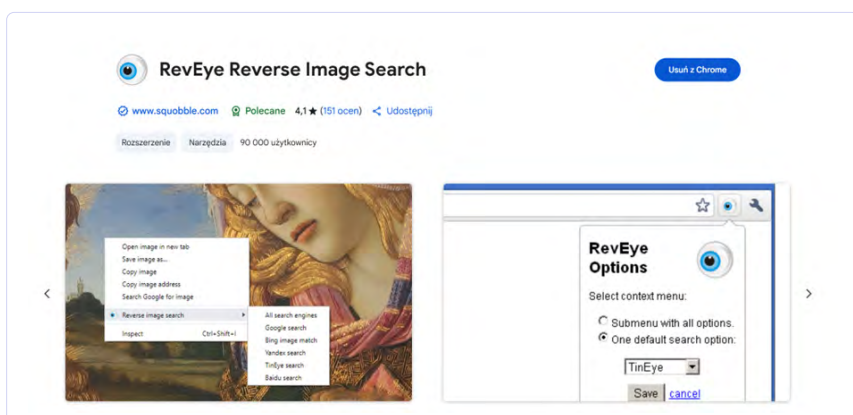 RevEye Reverse Image Search
Usuń z Chrome
www.squobble.com Polecane 4,1 ★ (151 ocen) Udostępnij
Rozszerzenie Narzędzia 90 000 użytkownicy
Open image in new tab
Save image as...
Copy image
Copy image address
Search Google for image
Reverse image search
Inspect Ctrl+Shift+I
All search engines
Google search
Bing image match
Yandex search
TinEye search
Baidu search
RevEye
Options
Select context menu:
Submenu with all options.
One default search option:
TinEye
Save cancel